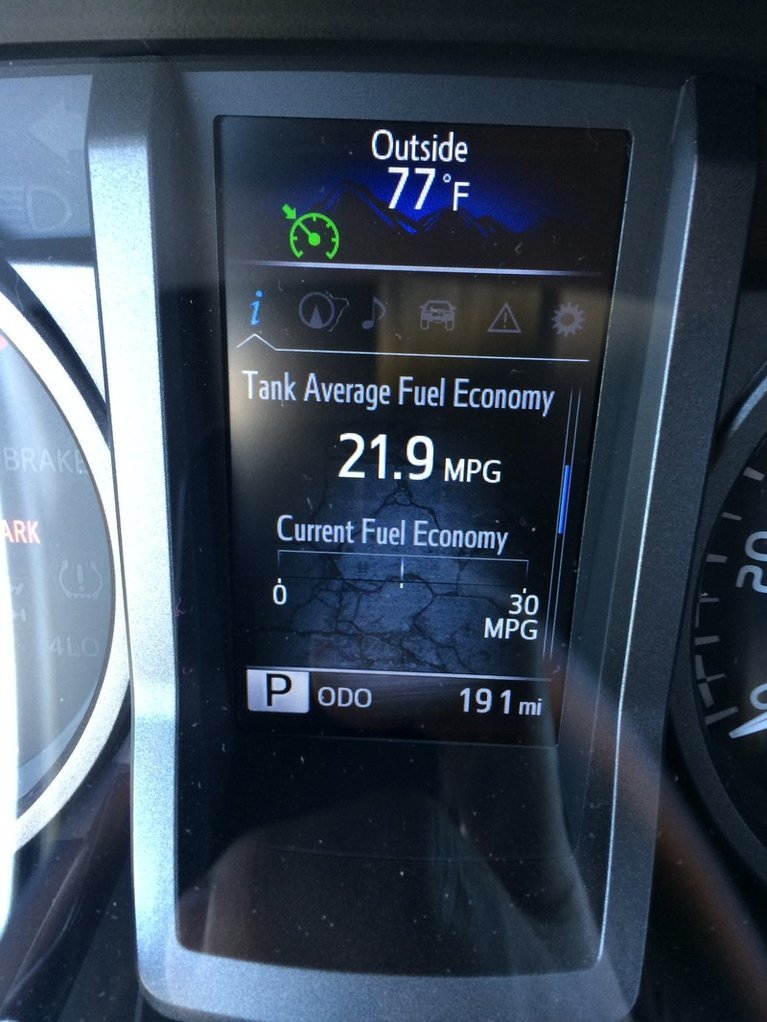 Outside
77°F
i
Tank Average Fuel Economy
21.9 MPG
Current Fuel Economy
0 30
MPG
P ODO 191 mi
BRAKE
ARK
4LO
20